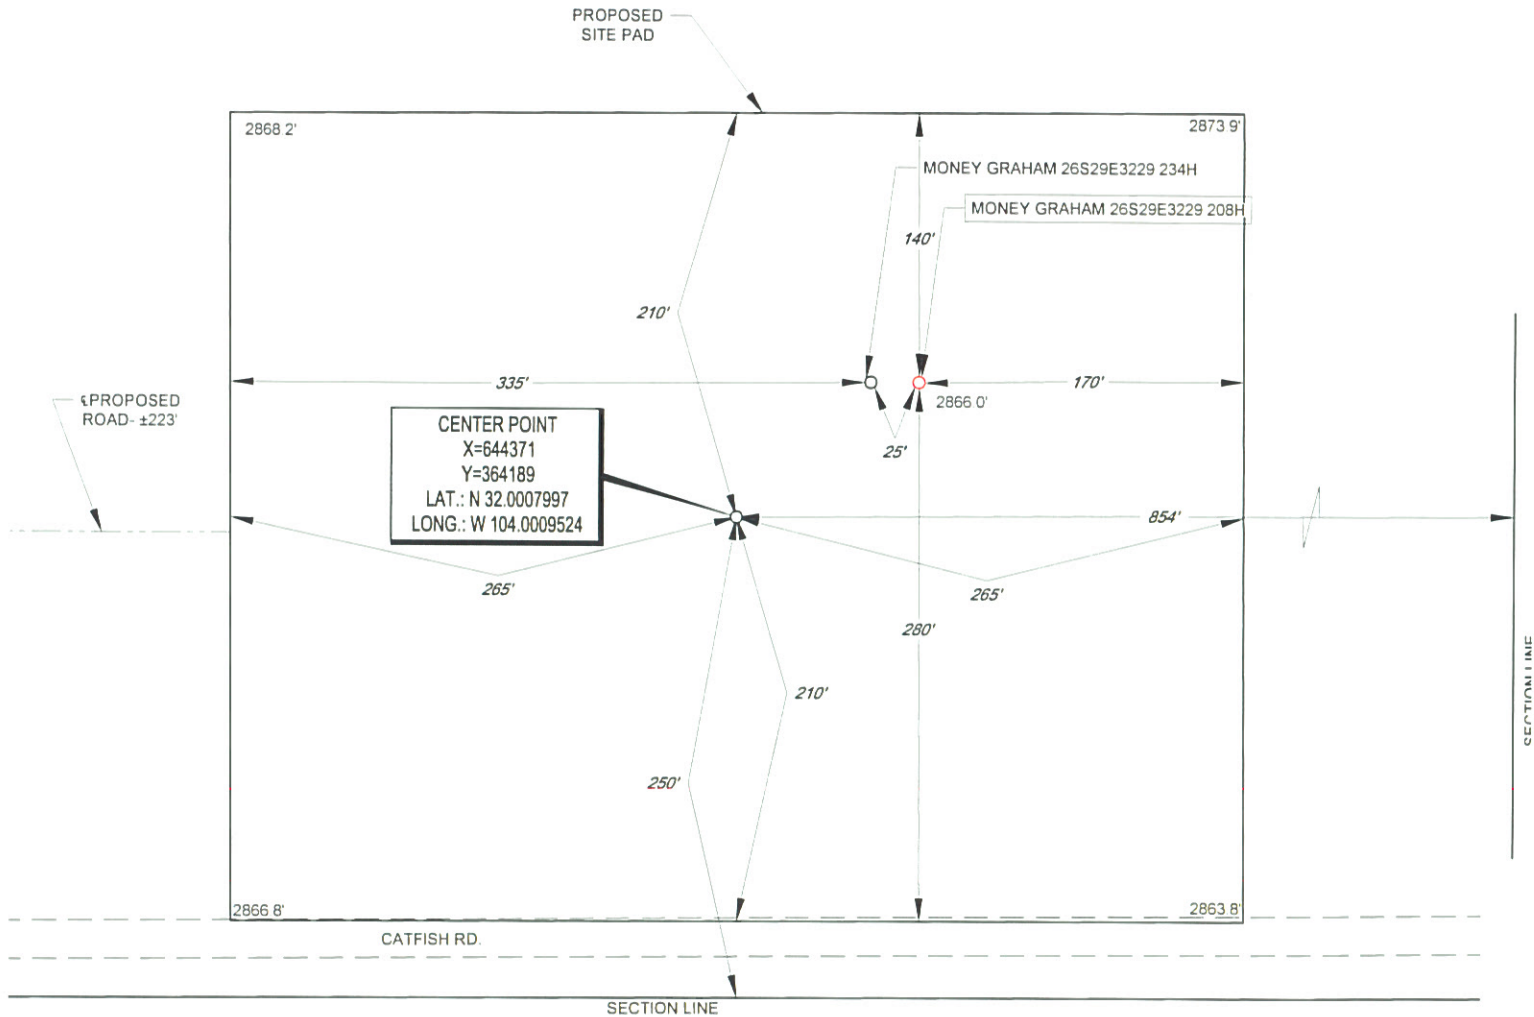 PROPOSED
SITE PAD
2868.2'
2873.9'
MONEY GRAHAM 26S29E3229 234H
MONEY GRAHAM 26S29E3229 208H
140'
210'
335'
170'
2866.0'
℄PROPOSED
ROAD- ±223'
CENTER POINT
X=644371
Y=364189
LAT.: N 32.0007997
LONG.: W 104.0009524
25'
854'
265'
265'
280'
210'
250'
SECTION LINE
2866.8'
2863.8'
CATFISH RD.
SECTION LINE